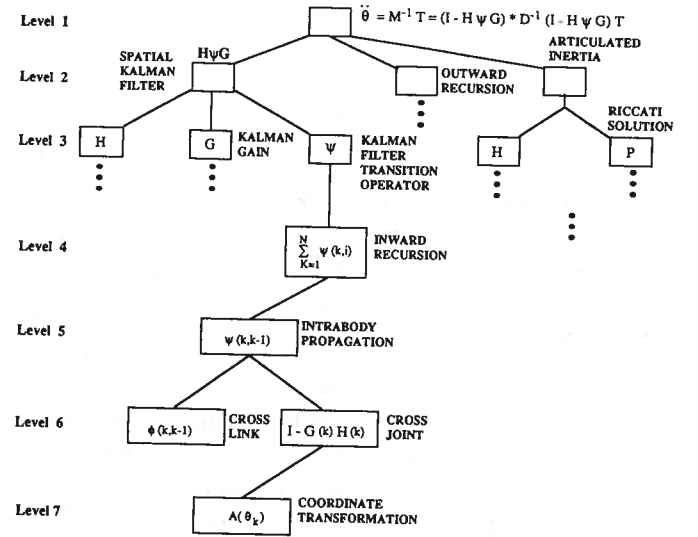 Level 1
θ̈ = M⁻¹ T = (I - H ψ G) * D⁻¹ (I - H ψ G) T
SPATIAL
KALMAN
FILTER
HψG
ARTICULATED
INERTIA
Level 2
OUTWARD
RECURSION
RICCATI
SOLUTION
Level 3
H
G
KALMAN
GAIN
Ψ
KALMAN
FILTER
TRANSITION
OPERATOR
H
P
Level 4
N
Σ ψ (k,i)
K=1
INWARD
RECURSION
Level 5
ψ (k,k-1)
INTRABODY
PROPAGATION
Level 6
φ (k,k-1)
CROSS
LINK
I - G (k) H (k)
CROSS
JOINT
Level 7
A(θₖ)
COORDINATE
TRANSFORMATION